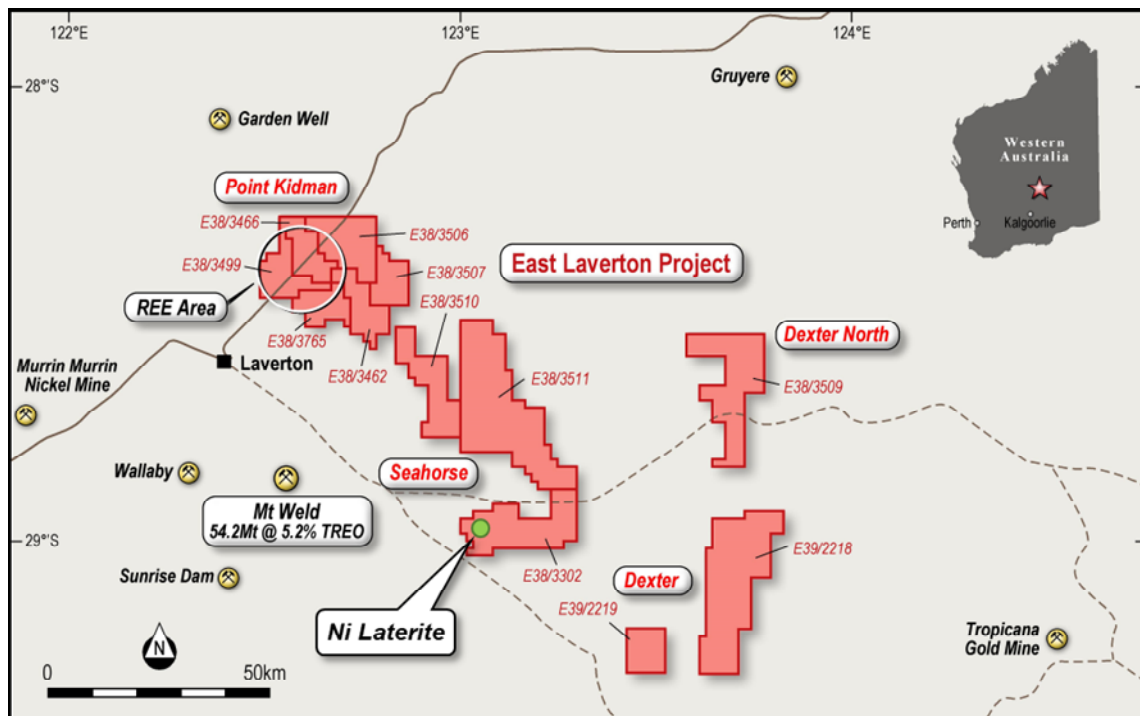 122°E
123°E
124°E
28°S
Gruyere
Garden Well
Western
Australia
Perth
Kalgoorlie
Point Kidman
E38/3466
E38/3506
E38/3499
E38/3507
East Laverton Project
REE Area
E38/3510
E38/3765
E38/3462
Laverton
Murrin Murrin
Nickel Mine
E38/3511
Dexter North
E38/3509
Wallaby
Seahorse
Mt Weld
54.2Mt @ 5.2% TREO
29°S
Sunrise Dam
E38/3302
E39/2218
Dexter
E39/2219
Ni Laterite
Tropicana
Gold Mine
N
0
50km